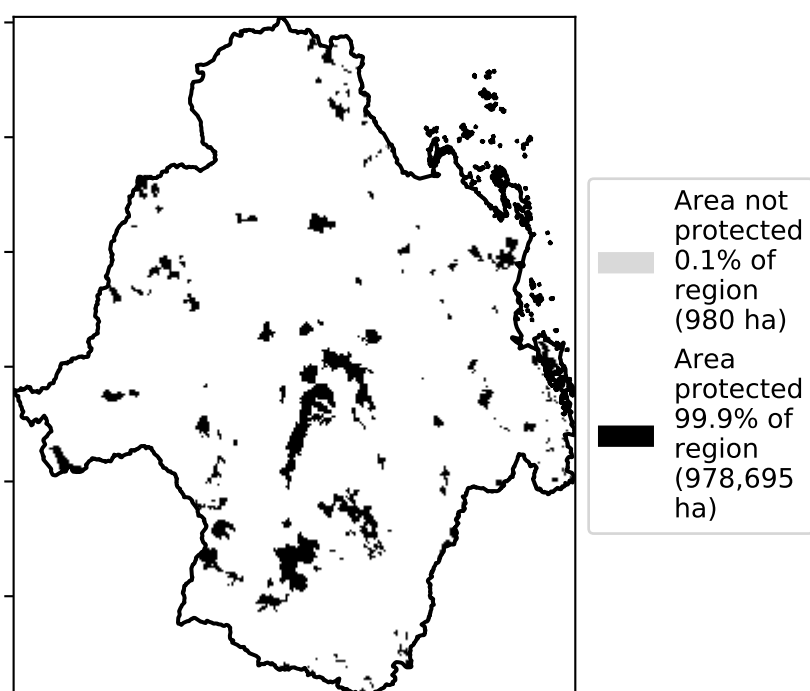 Area not
protected
0.1% of
region
(980 ha)
Area
protected
99.9% of
region
(978,695
ha)